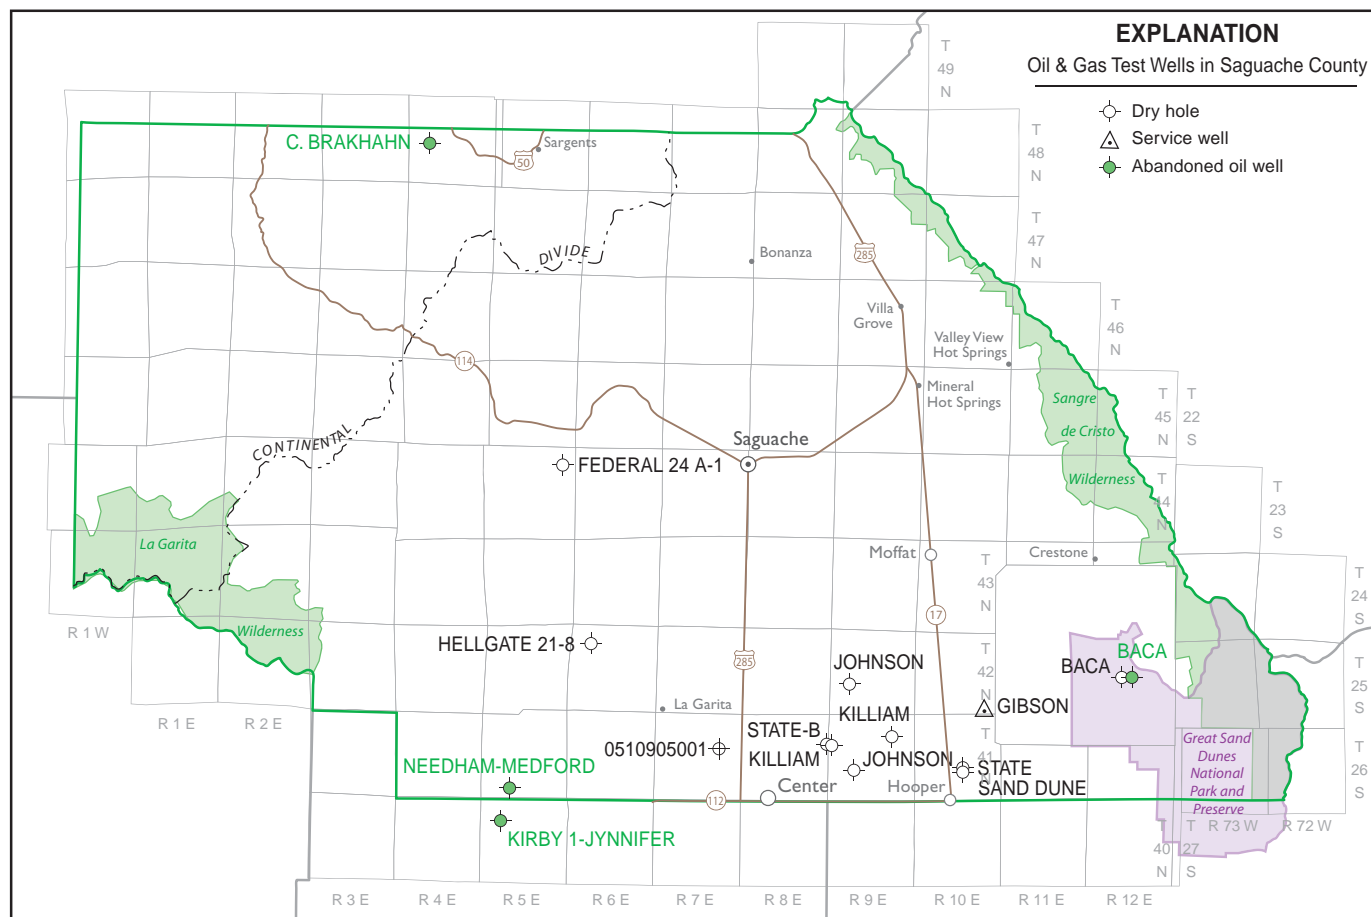 EXPLANATION
Oil & Gas Test Wells in Saguache County
Dry hole
Service well
Abandoned oil well
T
49
N
T
48
N
T
47
N
T
46
N
T
45
N
T
22
S
T
44
N
T
23
S
T
43
N
T
24
S
T
42
N
T
25
S
T
41
N
T
26
S
T
40
N
T
27
S
C. BRAKHAHN
50
Sargents
DIVIDE
Bonanza
285
Villa
Grove
Valley View
Hot Springs
Mineral
Hot Springs
114
CONTINENTAL
Saguache
Sangre
de Cristo
Wilderness
FEDERAL 24 A-1
La Garita
Wilderness
Moffat
Crestone
17
R 1 W
HELLGATE 21-8
285
JOHNSON
BACA
BACA
La Garita
GIBSON
R 1 E
R 2 E
KILLIAM
STATE-B
0510905001
KILLIAM
JOHNSON
STATE
SAND DUNE
NEEDHAM-MEDFORD
Center
Hooper
112
Great Sand
Dunes
National
Park and
Preserve
KIRBY 1-JYNNIFER
R 73 W
R 72 W
R 3 E
R 4 E
R 5 E
R 6 E
R 7 E
R 8 E
R 9 E
R 10 E
R 11 E
R 12 E